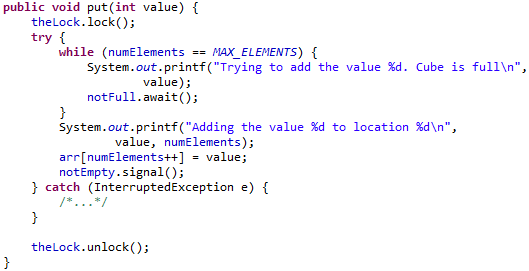 public void put(int value) {
    theLock.lock();
    try {
        while (numElements == MAX_ELEMENTS) {
            System.out.printf("Trying to add the value %d. Cube is full\n",
                    value);
            notFull.await();
        }
        System.out.printf("Adding the value %d to location %d\n",
                value, numElements);
        arr[numElements++] = value;
        notEmpty.signal();
    } catch (InterruptedException e) {
        /*...*/
    }

    theLock.unlock();
}